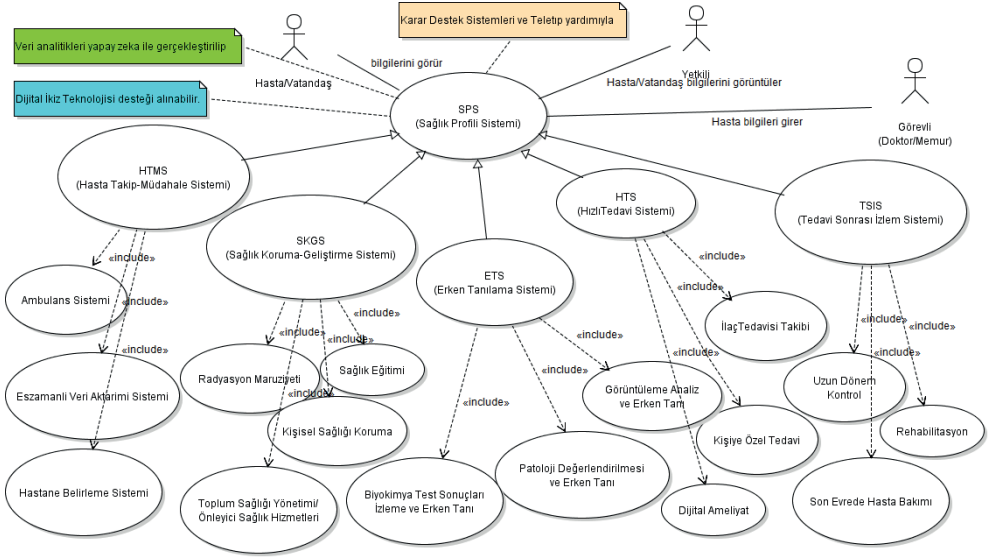 Veri analitikleri yapay zeka ile gerçekleştirilip
Karar Destek Sistemleri ve Teletıp yardımıyla
Hasta/Vatandaş
bilgilerini görür
Yetkili
Hasta/Vatandaş bilgilerini görüntüler
Dijital İkiz Teknolojisi desteği alınabilir.
SPS
(Sağlık Profili Sistemi)
Hasta bilgileri girer
Görevli
(Doktor/Memur)
HTMS
(Hasta Takip-Müdahale Sistemi)
SKGS
(Sağlık Koruma-Geliştirme Sistemi)
ETS
(Erken Tanılama Sistemi)
HTS
(HızlıTedavi Sistemi)
TSIS
(Tedavi Sonrası İzlem Sistemi)
«include»
«include»
«include»
Ambulans Sistemi
Eszamanli Veri Aktarimi Sistemi
Hastane Belirleme Sistemi
«include»
«include»
«include»
«include»
Radyasyon Maruziyeti
Sağlık Eğitimi
Kişisel Sağlığı Koruma
Toplum Sağlığı Yönetimi/
Önleyici Sağlık Hizmetleri
«include»
«include»
«include»
Görüntüleme Analiz
ve Erken Tanı
Biyokimya Test Sonuçları
İzleme ve Erken Tanı
Patoloji Değerlendirilmesi
ve Erken Tanı
«include»
«include»
«include»
İlaçTedavisi Takibi
Kişiye Özel Tedavi
Dijital Ameliyat
«include»
«include»
«include»
Uzun Dönem
Kontrol
Rehabilitasyon
Son Evrede Hasta Bakımı